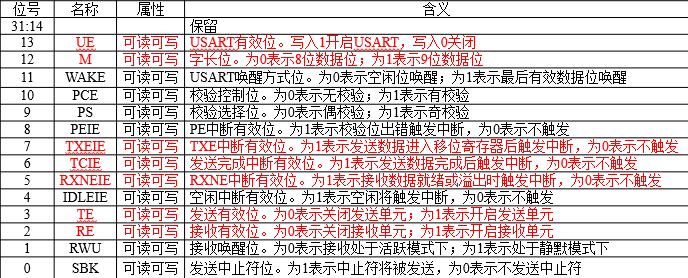 位号 名称 属性 含义
31:14 保留
13 UE 可读可写 USART有效位。写入1开启USART，写入0关闭
12 M 可读可写 字长位。为0表示8位数据位；为1表示9位数据位
11 WAKE 可读可写 USART唤醒方式位。为0表示空闲位唤醒；为1表示最后有效数据位唤醒
10 PCE 可读可写 校验控制位。为0表示无校验；为1表示有校验
9 PS 可读可写 校验选择位。为0表示偶校验；为1表示奇校验
8 PEIE 可读可写 PE中断有效位。为1表示校验位出错触发中断，为0表示不触发
7 TXEIE 可读可写 TXE中断有效位。为1表示发送数据进入移位寄存器后触发中断，为0表示不触发
6 TCIE 可读可写 发送完成中断有效位。为1表示发送数据完成后触发中断，为0表示不触发
5 RXNEIE 可读可写 RXNE中断有效位。为1表示接收数据就绪或溢出时触发中断，为0表示不触发
4 IDLEIE 可读可写 空闲中断有效位。为1表示空闲将触发中断，为0表示不触发
3 TE 可读可写 发送有效位。为0表示关闭发送单元；为1表示开启发送单元
2 RE 可读可写 接收有效位。为0表示关闭接收单元；为1表示开启接收单元
1 RWU 可读可写 接收唤醒位。为0表示接收处于活跃模式下；为1表示处于静默模式下
0 SBK 可读可写 发送中止符位。为1表示中止符将被发送，为0表示不发送中止符